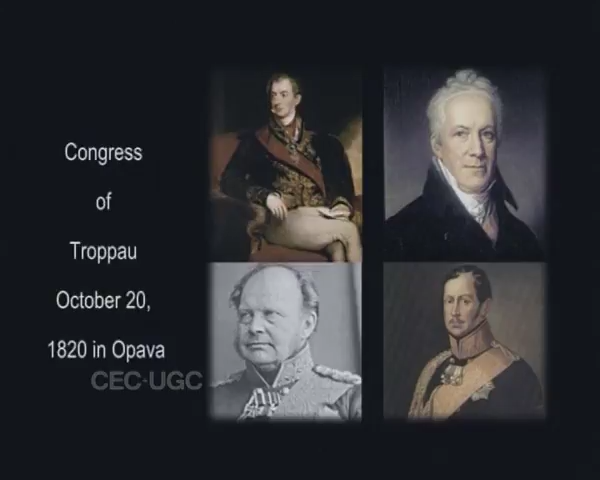 Congress
of
Troppau
October 20,
1820 in Opava
CEC-UGC